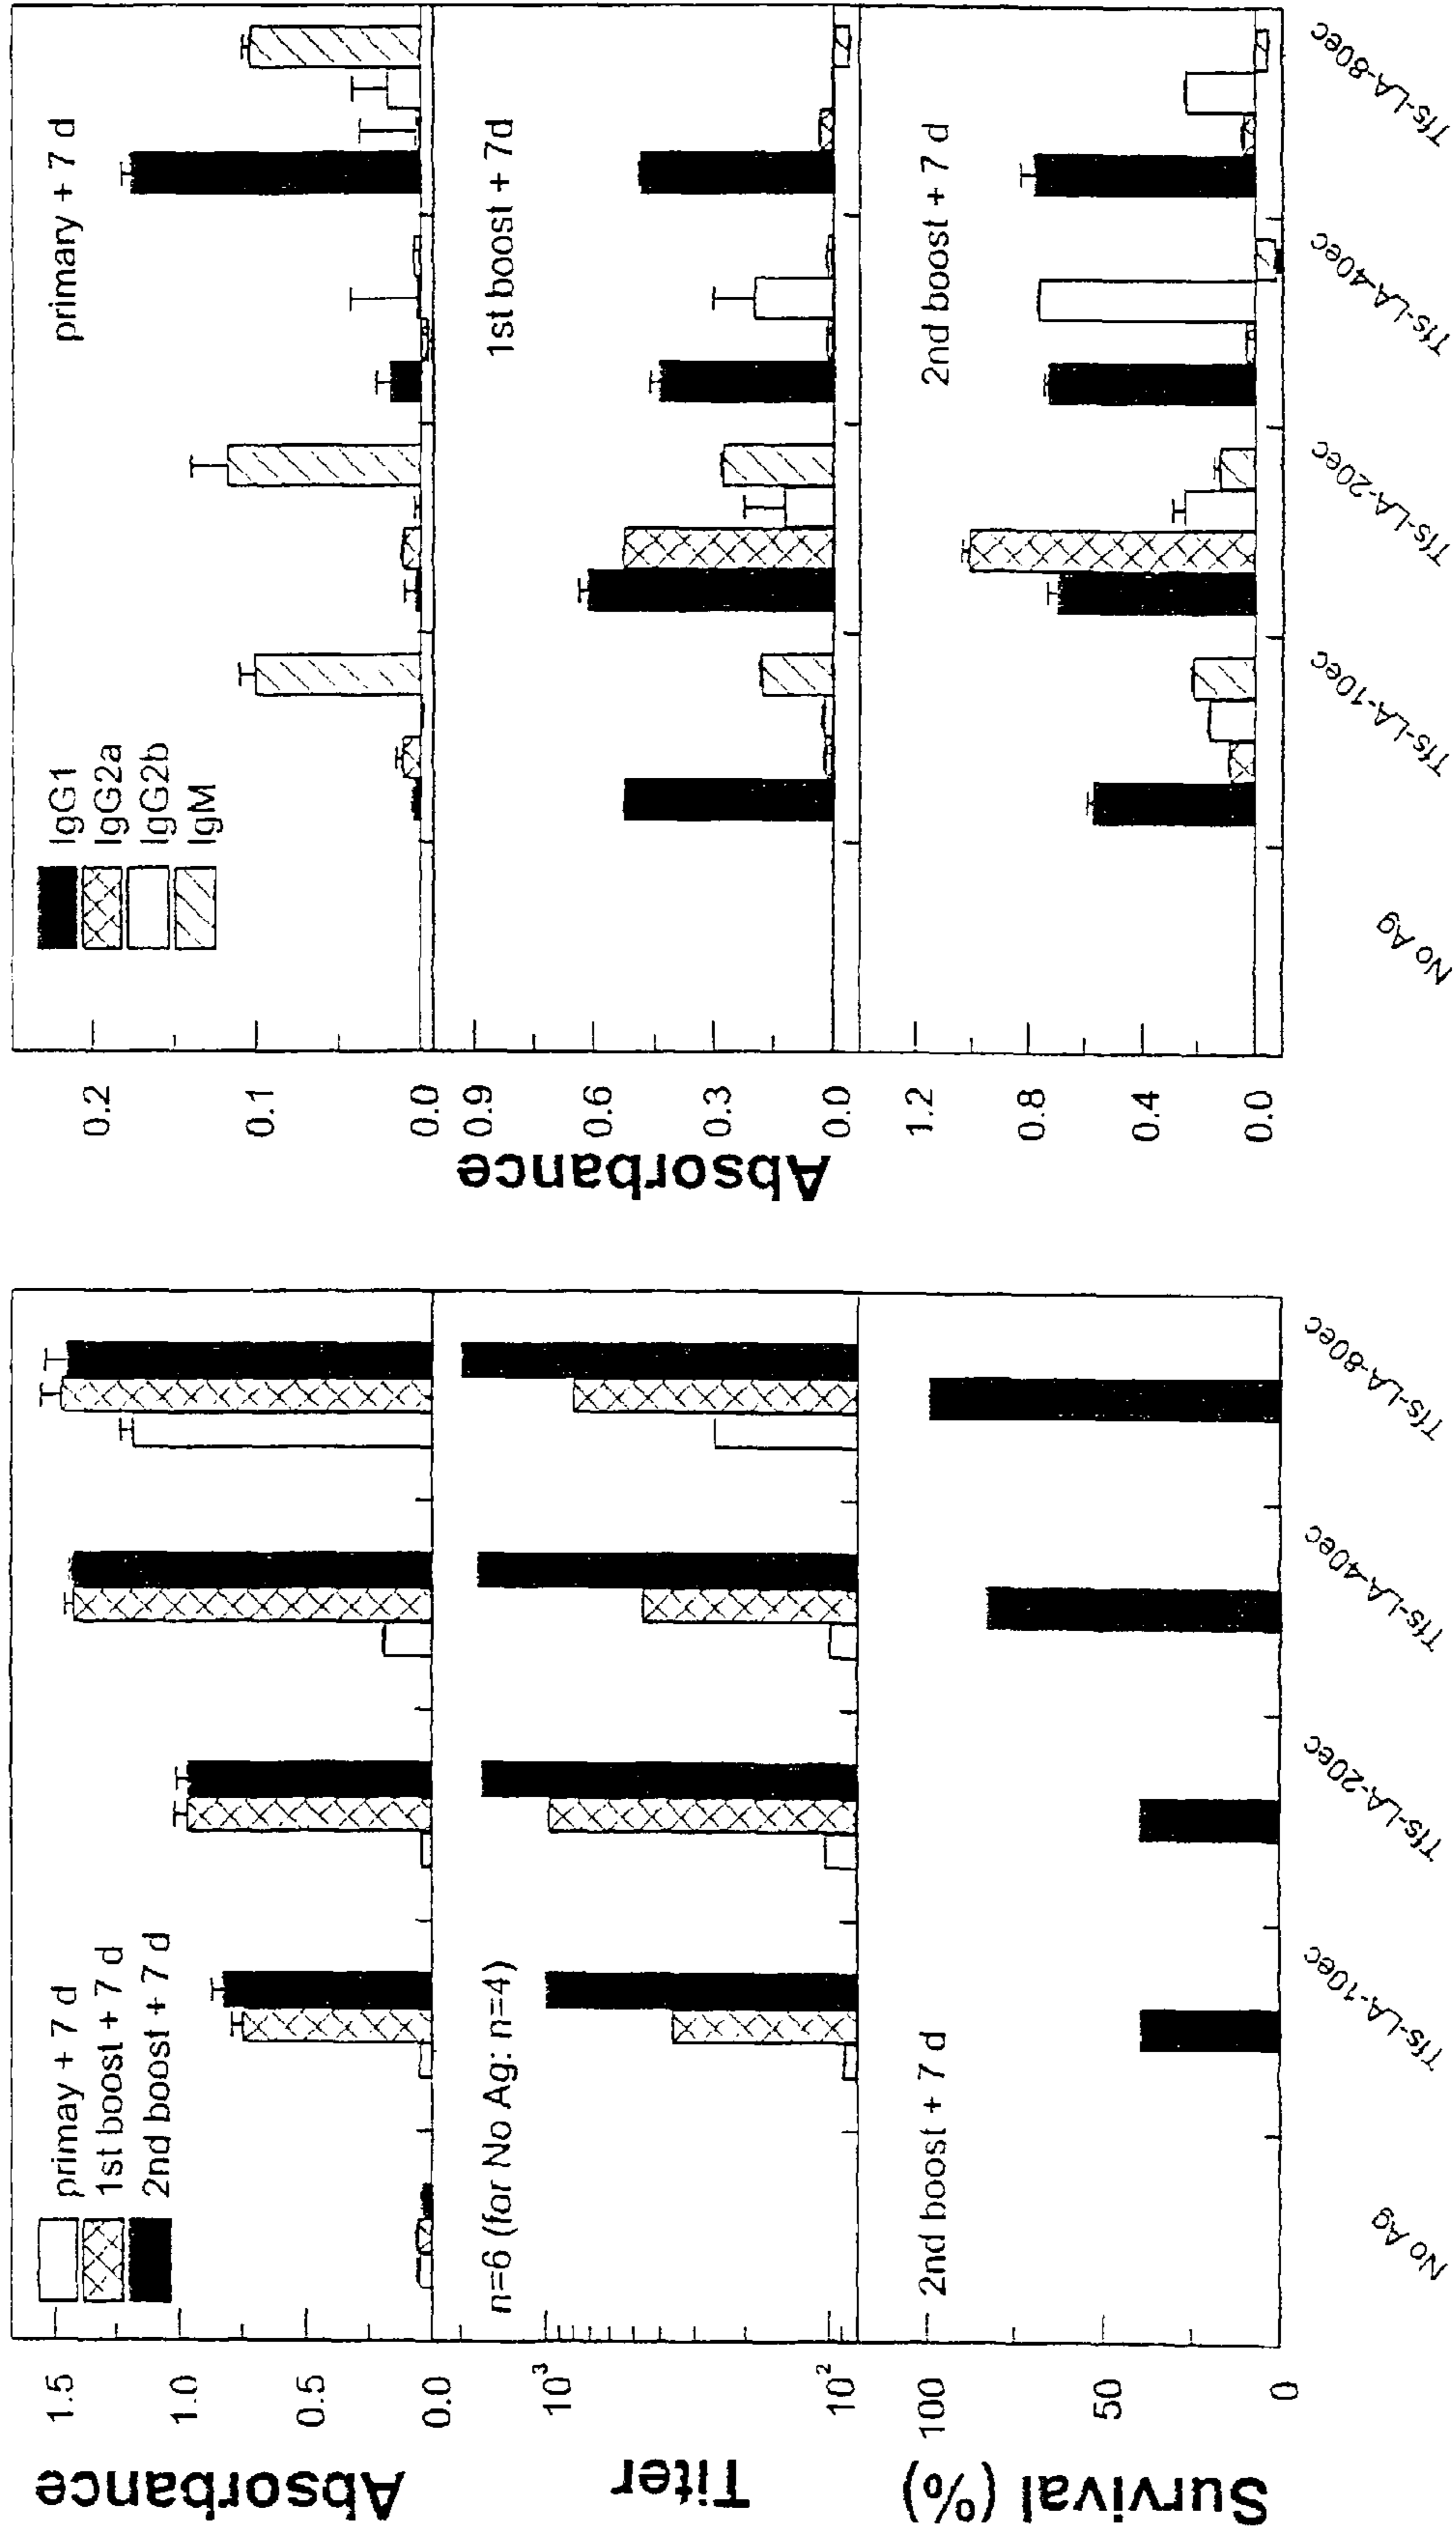 Absorbance
1.5
1.0
0.5
0.0
primay + 7 d
1st boost + 7 d
2nd boost + 7 d
Titer
10³
10²
n=6 (for No Ag: n=4)
Survival (%)
100
50
0
2nd boost + 7 d
No Ag
Tfs-LA-10ec
Tfs-LA-20ec
Tfs-LA-40ec
Tfs-LA-80ec
Absorbance
0.2
0.1
0.0
IgG1
IgG2a
IgG2b
IgM
primary + 7 d
0.9
0.6
0.3
0.0
1st boost + 7d
1.2
0.8
0.4
0.0
2nd boost + 7 d
No Ag
Tfs-LA-10ec
Tfs-LA-20ec
Tfs-LA-40ec
Tfs-LA-80ec